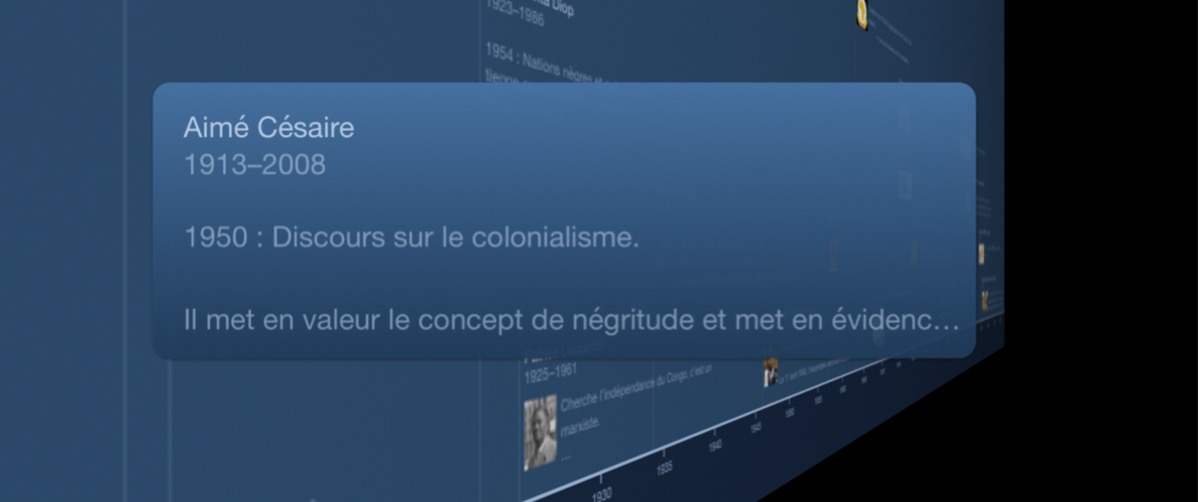 Diop
1923–1986
1954 : Nations nègres et
Aimé Césaire
1913–2008
1950 : Discours sur le colonialisme.
Il met en valeur le concept de négritude et met en évidenc…
1925–1961
Cherche l'indépendance du Congo, c'est un
marxiste.
...
1930
1935
1940
1945
1950